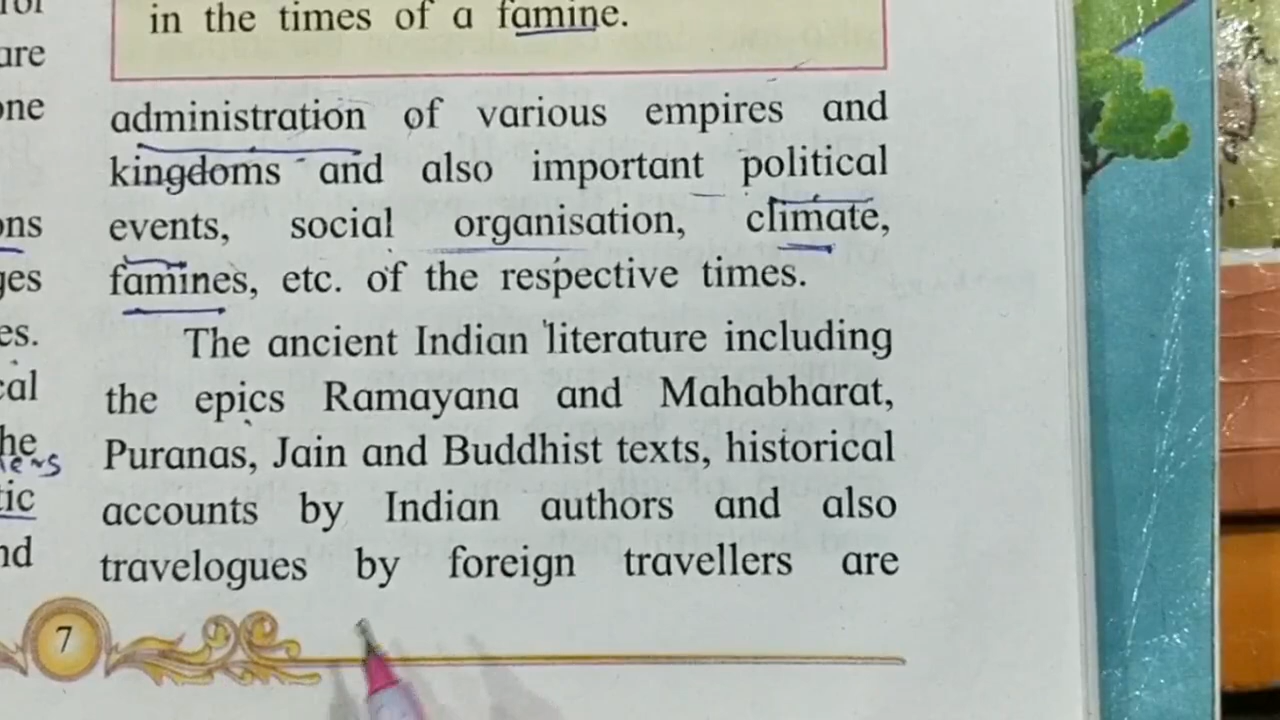 in the times of a famine.
are
one
administration of various empires and
kingdoms and also important political
events, social organisation, climate,
famines, etc. of the respective times.
The ancient Indian literature including
the epics Ramayana and Mahabharat,
Puranas, Jain and Buddhist texts, historical
accounts by Indian authors and also
travelogues by foreign travellers are
7